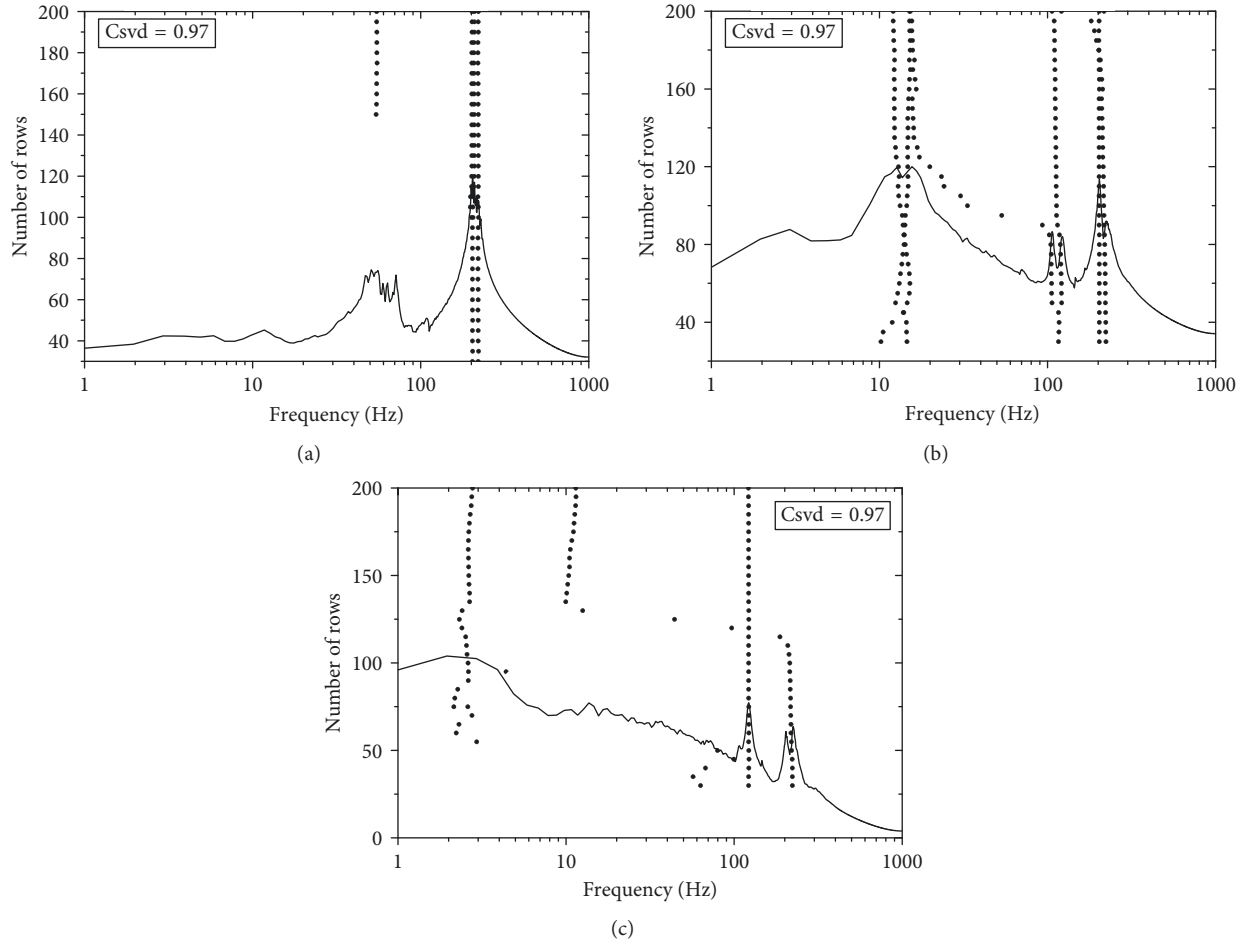 Csvd = 0.97
Number of rows
200
180
160
140
120
100
80
60
40
1 10 100 1000
Frequency (Hz)
(a)
Csvd = 0.97
Number of rows
200
160
120
80
40
1 10 100 1000
Frequency (Hz)
(b)
Csvd = 0.97
Number of rows
200
150
100
50
0
1 10 100 1000
Frequency (Hz)
(c)